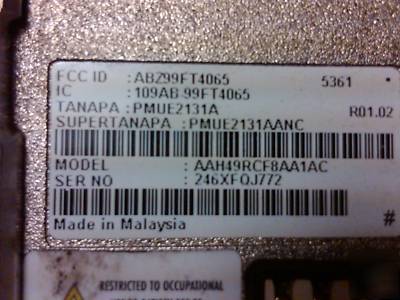 FCC ID : ABZ99FT4065 5361
IC : 109AB-99FT4065
TANAPA : PMUE2131A R01.02
SUPERTANAPA : PMUE2131AANC
MODEL : AAH49RCF8AA1AC
SER NO : 246XFQJ772
Made in Malaysia #
RESTRICTED TO OCCUPATIONAL